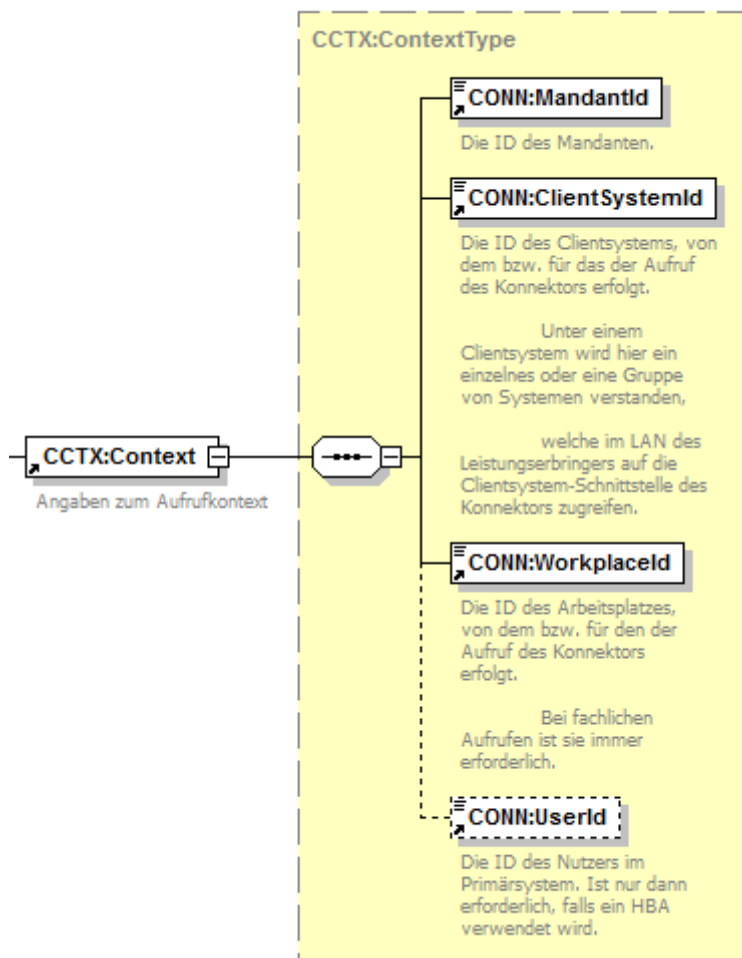 CCTX:ContextType
CONN:MandantId
Die ID des Mandanten.
CONN:ClientSystemId
Die ID des Clientsystems, von
dem bzw. für das der Aufruf
des Konnektors erfolgt.
Unter einem
Clientsystem wird hier ein
einzelnes oder eine Gruppe
von Systemen verstanden,
welche im LAN des
Leistungserbringers auf die
Clientsystem-Schnittstelle des
Konnektors zugreifen.
CCTX:Context
Angaben zum Aufrufkontext
CONN:WorkplaceId
Die ID des Arbeitsplatzes,
von dem bzw. für den der
Aufruf des Konnektors
erfolgt.
Bei fachlichen
Aufrufen ist sie immer
erforderlich.
CONN:UserId
Die ID des Nutzers im
Primärsystem. Ist nur dann
erforderlich, falls ein HBA
verwendet wird.